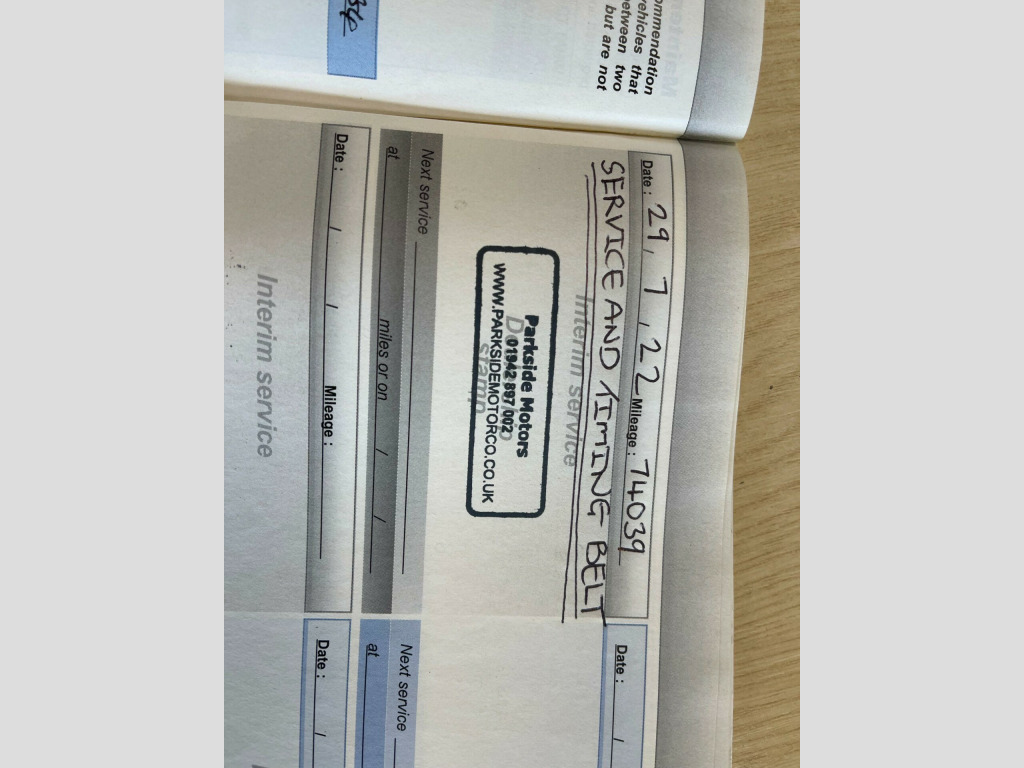 ommendation
vehicles that
etween two
but are not
Date : 29 / 7 / 22 Mileage : 74039
SERVICE AND TIMING BELT
Interim service
Parkside Motors
01942 897 002
WWW.PARKSIDEMOTORCO.CO.UK
stamp
Next service
at miles or on / /
Date : / / Mileage :
Interim service
Date : /
Next service
at
Date : /